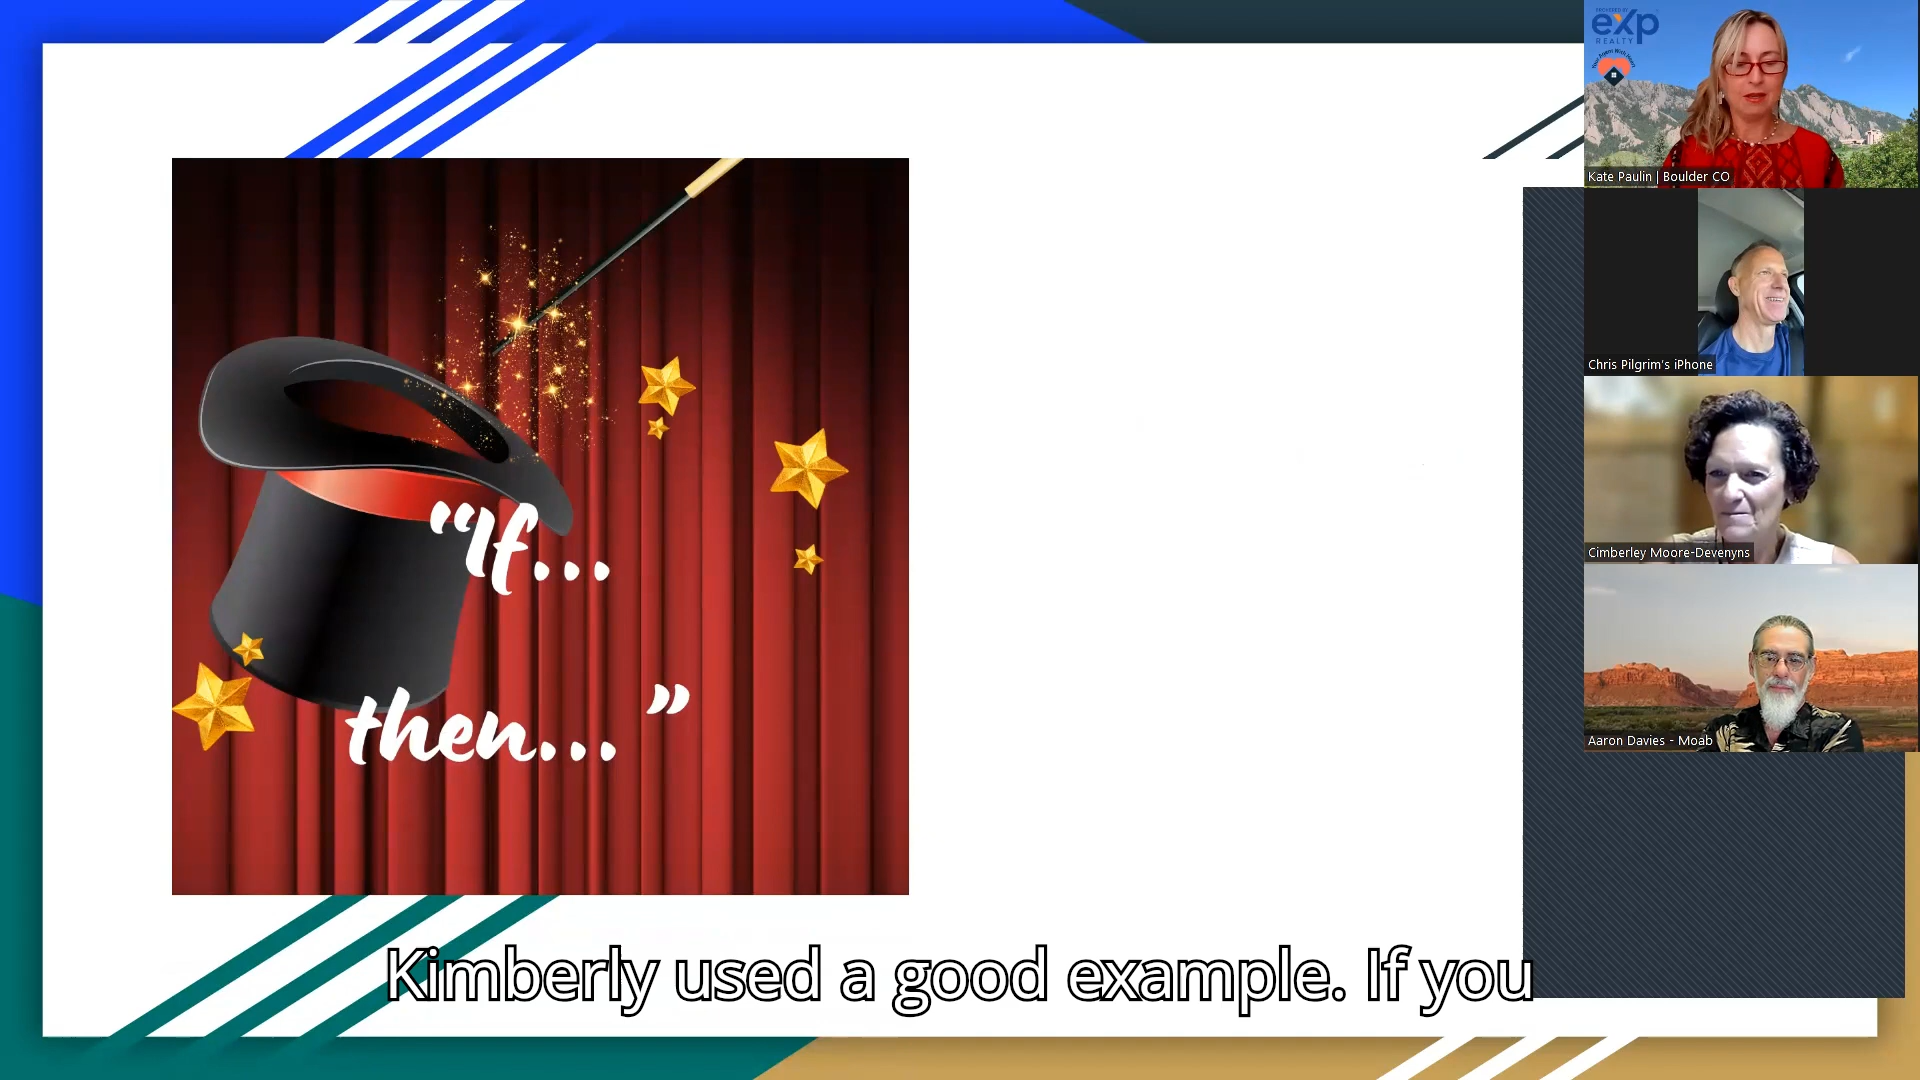 “If...
then... ”
Kimberly used a good example. If you
eXp
REALTY
Kate Paulin | Boulder CO
Chris Pilgrim's iPhone
Cimberley Moore-Devenyns
Aaron Davies - Moab